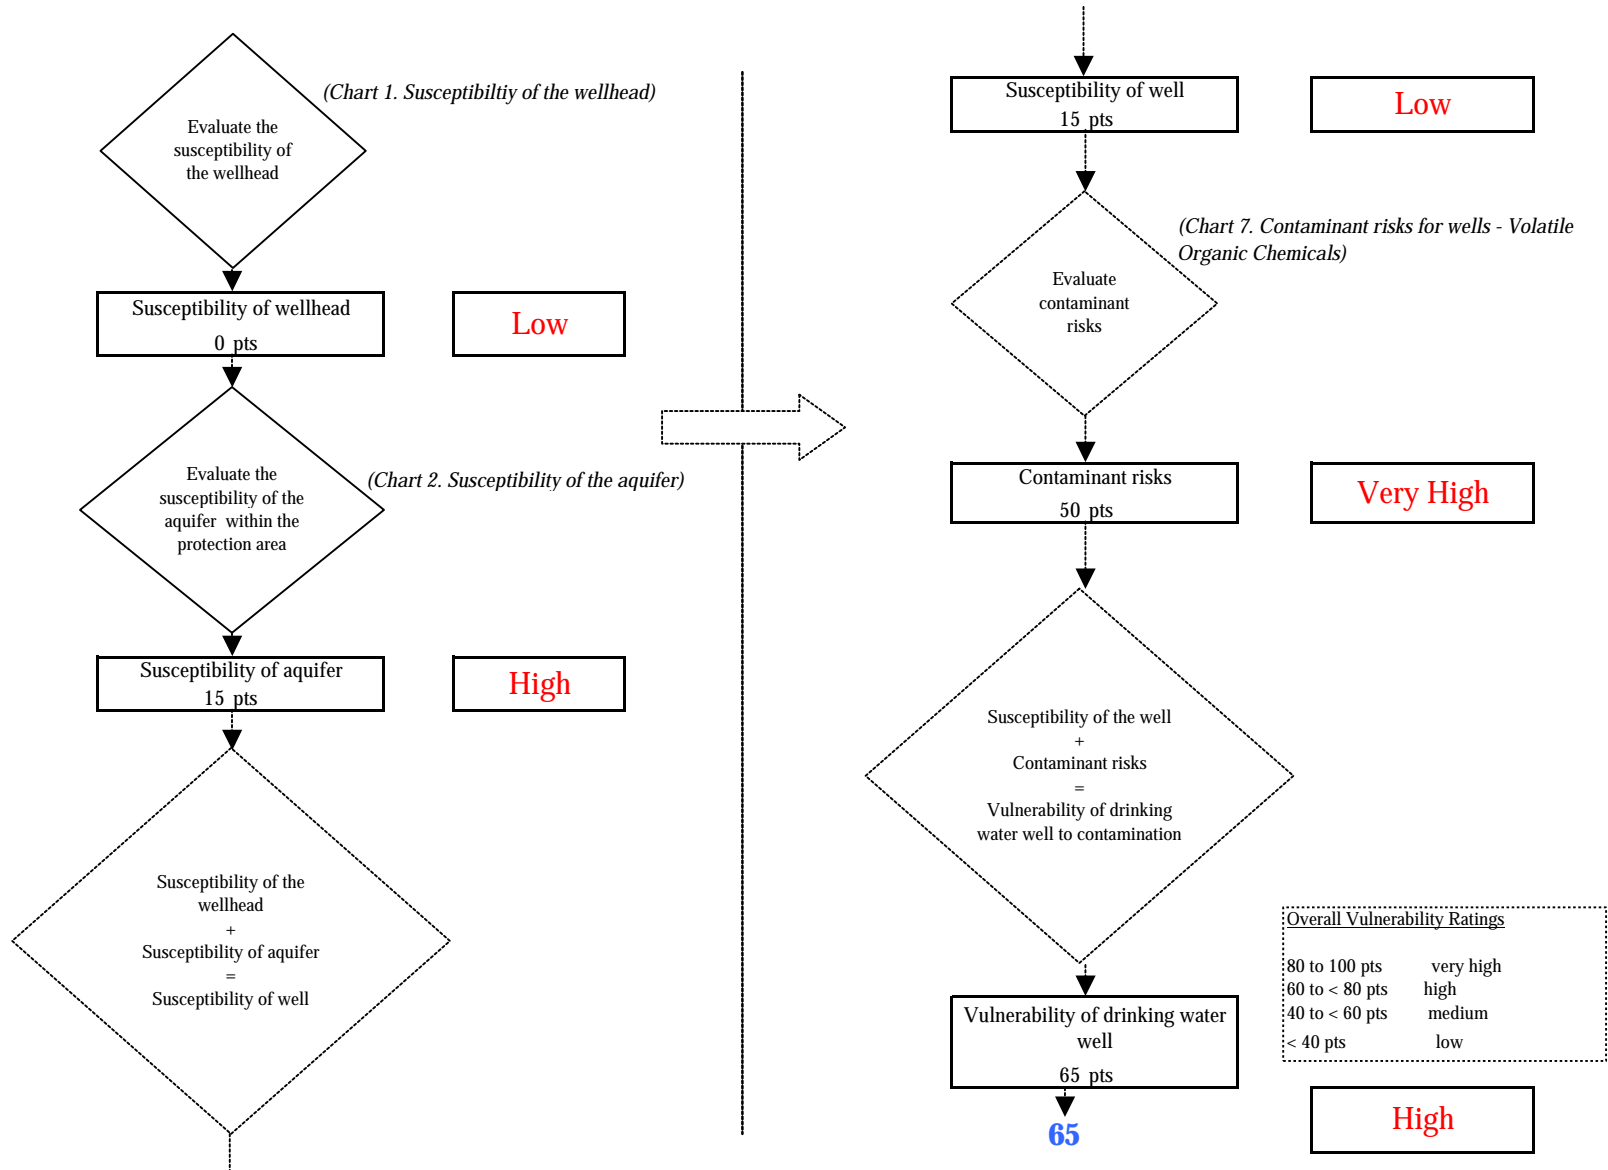 (Chart 1. Susceptibiltiy of the wellhead)
Evaluate the
susceptibility of
the wellhead
Susceptibility of wellhead
0 pts
Low
Evaluate the
susceptibility of the
aquifer within the
protection area
(Chart 2. Susceptibility of the aquifer)
Susceptibility of aquifer
15 pts
High
Susceptibility of the
wellhead
+
Susceptibility of aquifer
=
Susceptibility of well
Susceptibility of well
15 pts
Low
(Chart 7. Contaminant risks for wells - Volatile
Organic Chemicals)
Evaluate
contaminant
risks
Contaminant risks
50 pts
Very High
Susceptibility of the well
+
Contaminant risks
=
Vulnerability of drinking
water well to contamination
Overall Vulnerability Ratings
80 to 100 pts very high
60 to < 80 pts high
40 to < 60 pts medium
< 40 pts low
Vulnerability of drinking water
well
65 pts
65
High